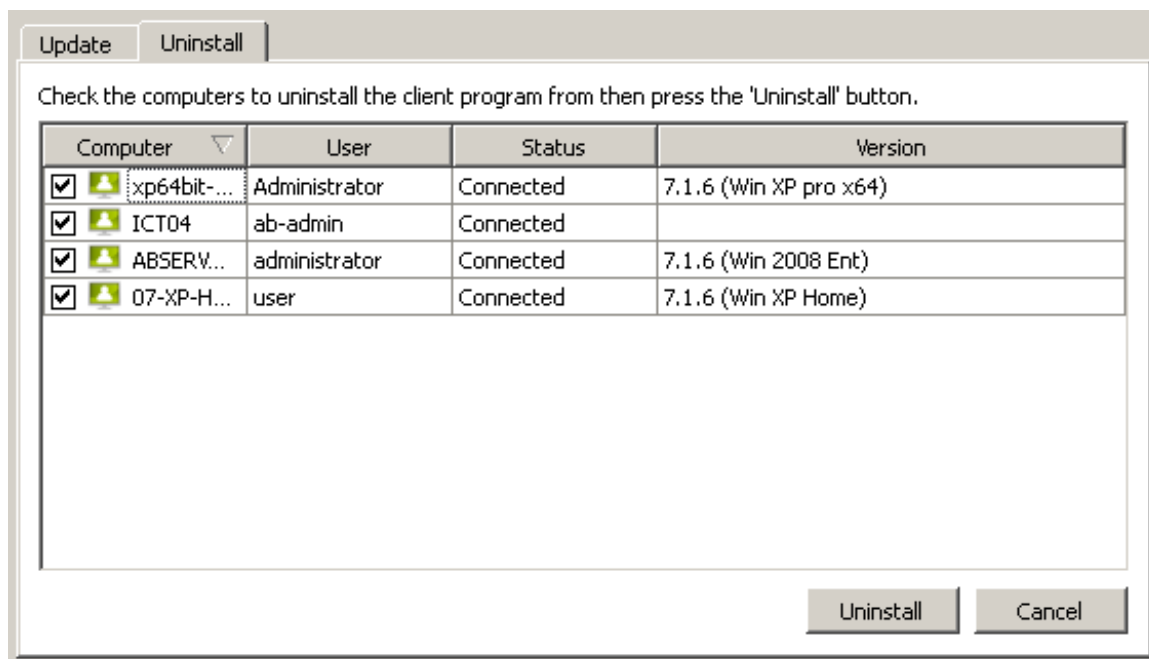 Update Uninstall
Check the computers to uninstall the client program from then press the 'Uninstall' button.
Computer User Status Version
xp64bit-... Administrator Connected 7.1.6 (Win XP pro x64)
ICT04 ab-admin Connected
ABSERV... administrator Connected 7.1.6 (Win 2008 Ent)
07-XP-H... user Connected 7.1.6 (Win XP Home)
Uninstall Cancel